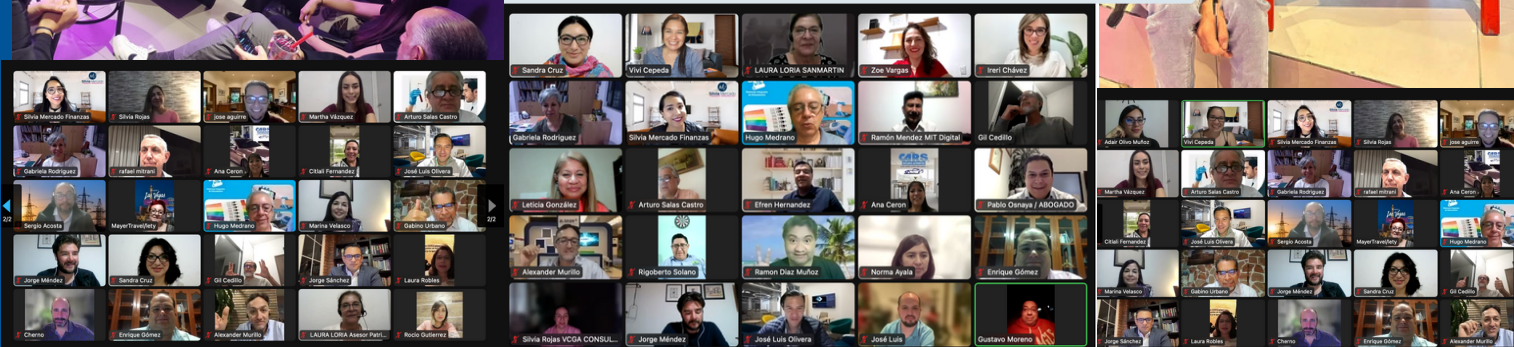 Silvia Mercado Finanzas
Silvia Rojas
jose aguirre
Martha Vázquez
Arturo Salas Castro
Gabriela Rodríguez
rafael mitrani
Ana Ceron
Citlali Fernandez
José Luis Olivera
2/2
Sergio Acosta
MayerTravel/lety
Hugo Medrano
Marina Velasco
Gabino Urbano
2/2
Jorge Méndez
Sandra Cruz
Gil Cedillo
Jorge Sánchez
Laura Robles
Cherno
Enrique Gómez
Alexander Murillo
LAURA LORIA Asesor Patri...
Rocío Gutierrez
Sandra Cruz
Vivi Cepeda
LAURA LORIA SANMARTIN
Zoe Vargas
Ireri Chávez
Gabriela Rodríguez
Silvia Mercado Finanzas
Hugo Medrano
Ramón Mendez MIT Digital
Gil Cedillo
Leticia González
Arturo Salas Castro
Efren Hernandez
CABS
Ana Ceron
Pablo Osnaya / ABOGADO
Alexander Murillo
Rigoberto Solano
Ramon Diaz Muñoz
Norma Ayala
Enrique Gómez
Silvia Rojas VCGA CONSUL...
Jorge Méndez
José Luis Olivera
José Luis
Gustavo Moreno
Adair Olivo Muñoz
Vivi Cepeda
Silvia Mercado Finanzas
Silvia Rojas
jose aguirre
Martha Vázquez
Arturo Salas Castro
Gabriela Rodríguez
rafael mitrani
Ana Ceron
Citlali Fernandez
José Luis Olivera
Sergio Acosta
MayerTravel/lety
Hugo Medrano
Marina Velasco
Gabino Urbano
Jorge Méndez
Sandra Cruz
Gil Cedillo
Jorge Sánchez
Laura Robles
Cherno
Enrique Gómez
Alexander Murillo